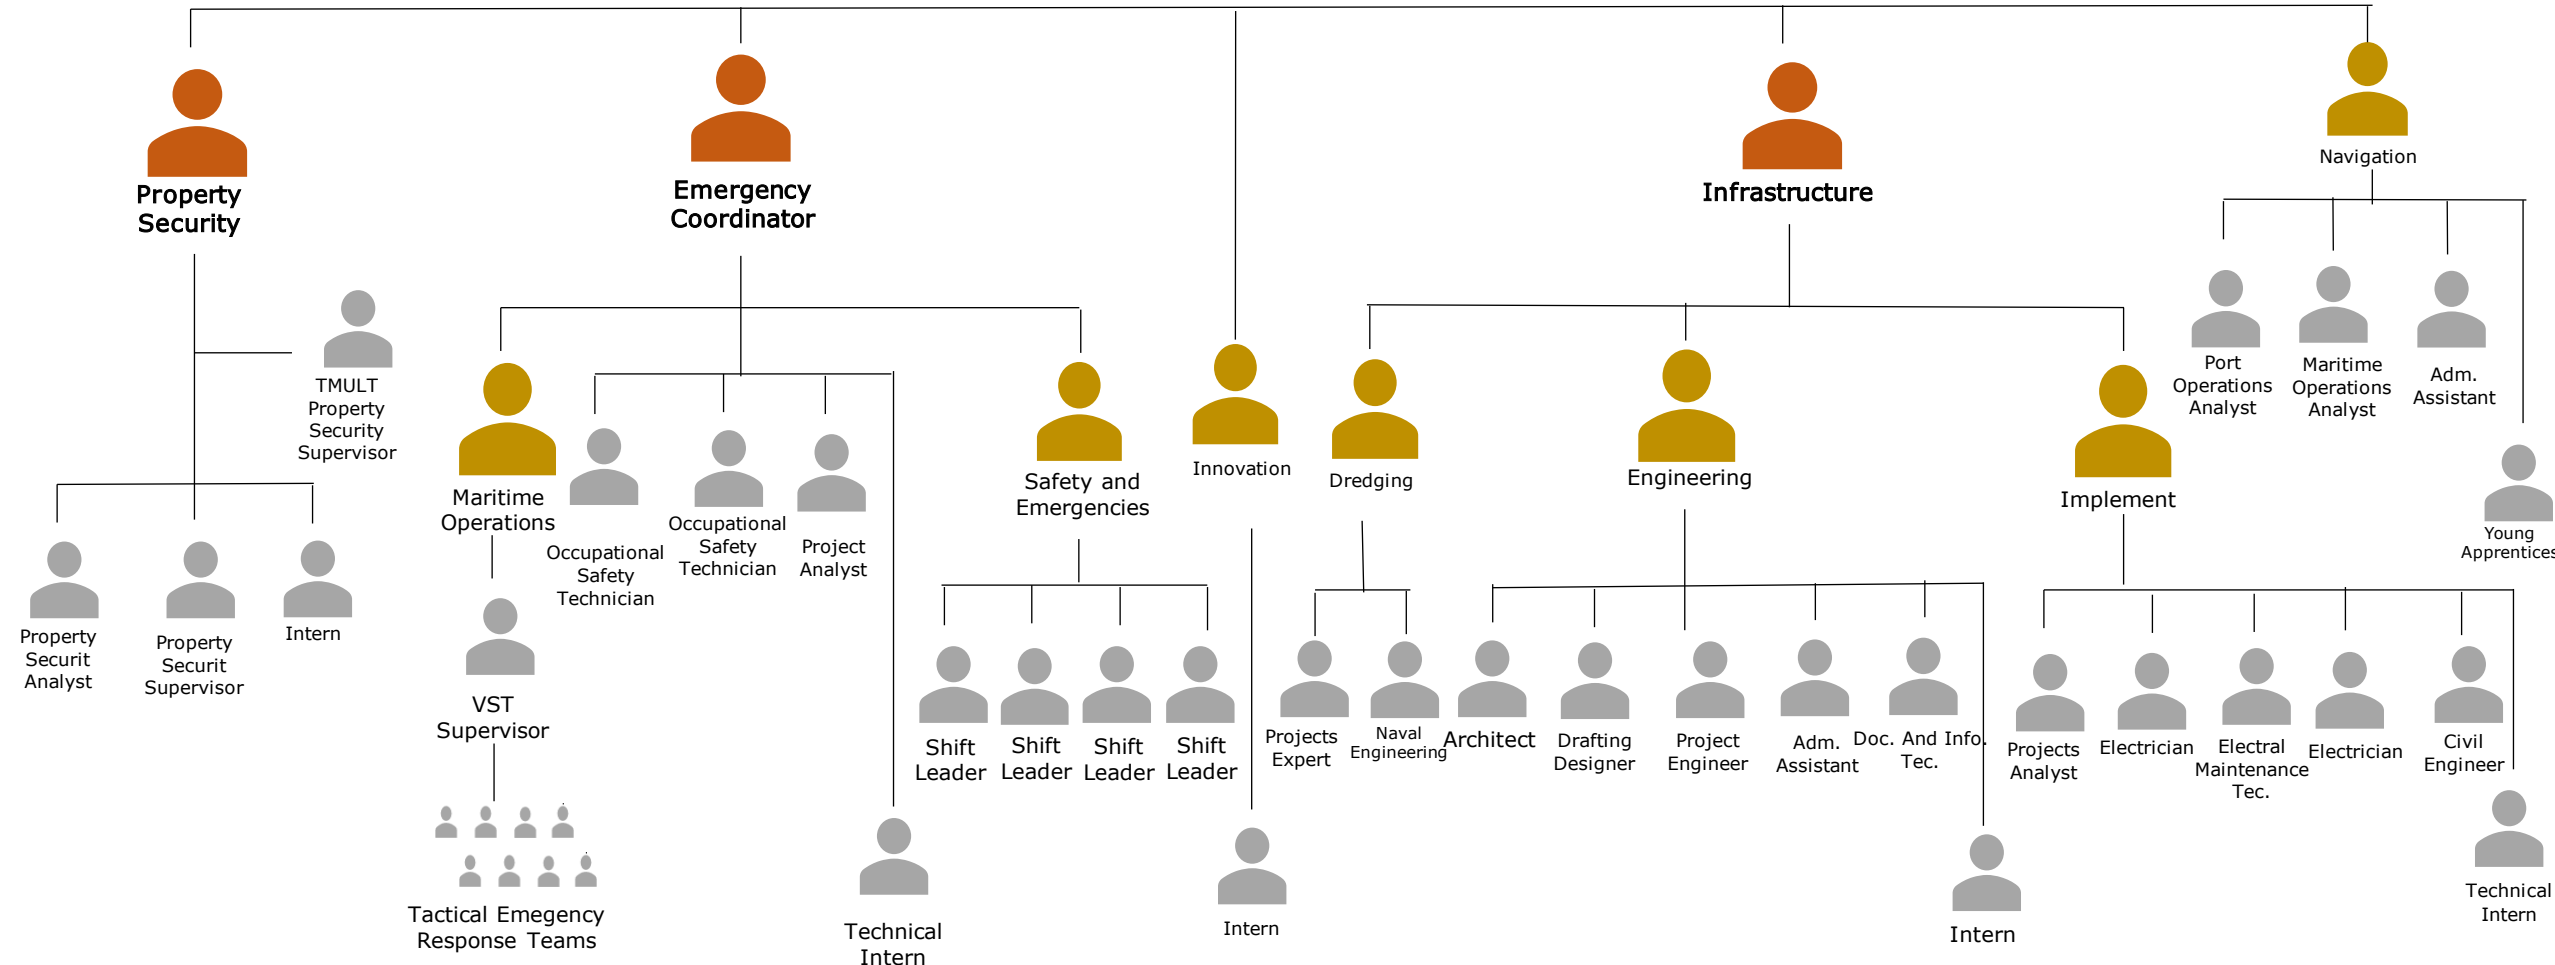 Property
Security
Emergency
Coordinator
Infrastructure
Navigation
TMULT
Property
Security
Supervisor
Port
Operations
Analyst
Maritime
Operations
Analyst
Adm.
Assistant
Maritime
Operations
Occupational
Safety
Technician
Occupational
Safety
Technician
Project
Analyst
Safety and
Emergencies
Innovation
Dredging
Engineering
Implement
Young
Apprentices
Property
Securit
Analyst
Property
Securit
Supervisor
Intern
VST
Supervisor
Shift
Leader
Shift
Leader
Shift
Leader
Shift
Leader
Projects
Expert
Naval
Engineering
Architect
Drafting
Designer
Project
Engineer
Adm.
Assistant
Doc. And Info.
Tec.
Projects
Analyst
Electrician
Electral
Maintenance
Tec.
Electrician
Civil
Engineer
Tactical Emegency
Response Teams
Technical
Intern
Intern
Intern
Technical
Intern